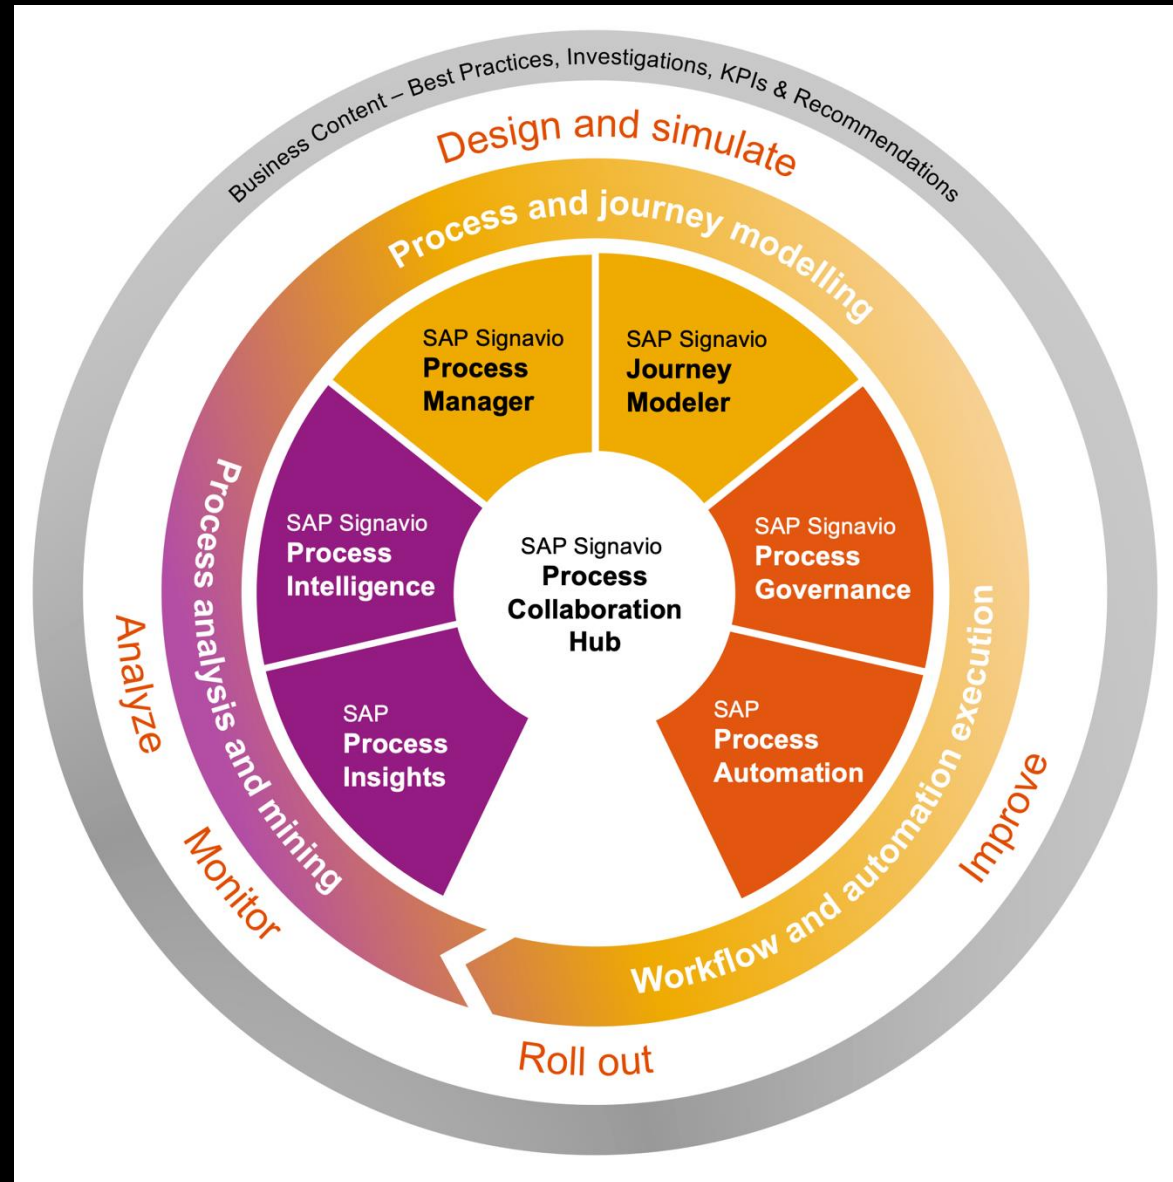 Business Content – Best Practices, Investigations, KPIs & Recommendations
Design and simulate
Process and journey modelling
SAP Signavio
Process
Manager
SAP Signavio
Journey
Modeler
SAP Signavio
Process
Intelligence
SAP Signavio
Process
Collaboration
Hub
SAP Signavio
Process
Governance
SAP
Process
Insights
SAP
Process
Automation
Process analysis and mining
Workflow and automation execution
Analyze
Monitor
Improve
Roll out